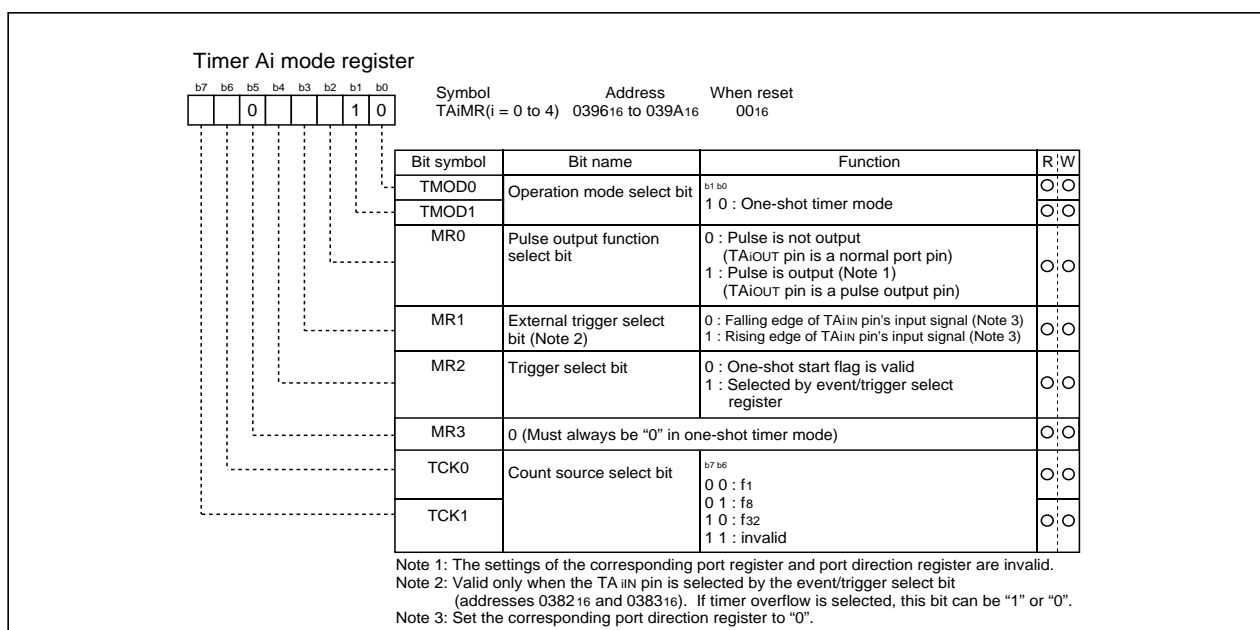 Timer Ai mode register
b7 b6 b5 b4 b3 b2 b1 b0
0 1 0
Symbol Address When reset
TAiMR(i = 0 to 4) 039616 to 039A16 0016
Bit symbol Bit name Function R W
TMOD0 Operation mode select bit b1 b0
1 0 : One-shot timer mode
TMOD1
MR0 Pulse output function select bit
0 : Pulse is not output
(TAiOUT pin is a normal port pin)
1 : Pulse is output (Note 1)
(TAiOUT pin is a pulse output pin)
MR1 External trigger select bit (Note 2)
0 : Falling edge of TAiIN pin's input signal (Note 3)
1 : Rising edge of TAiIN pin's input signal (Note 3)
MR2 Trigger select bit
0 : One-shot start flag is valid
1 : Selected by event/trigger select
register
MR3 0 (Must always be “0” in one-shot timer mode)
TCK0 Count source select bit
b7 b6
0 0 : f1
0 1 : f8
TCK1
1 0 : f32
1 1 : invalid
Note 1: The settings of the corresponding port register and port direction register are invalid.
Note 2: Valid only when the TA iIN pin is selected by the event/trigger select bit
(addresses 038216 and 038316). If timer overflow is selected, this bit can be “1” or “0”.
Note 3: Set the corresponding port direction register to “0”.